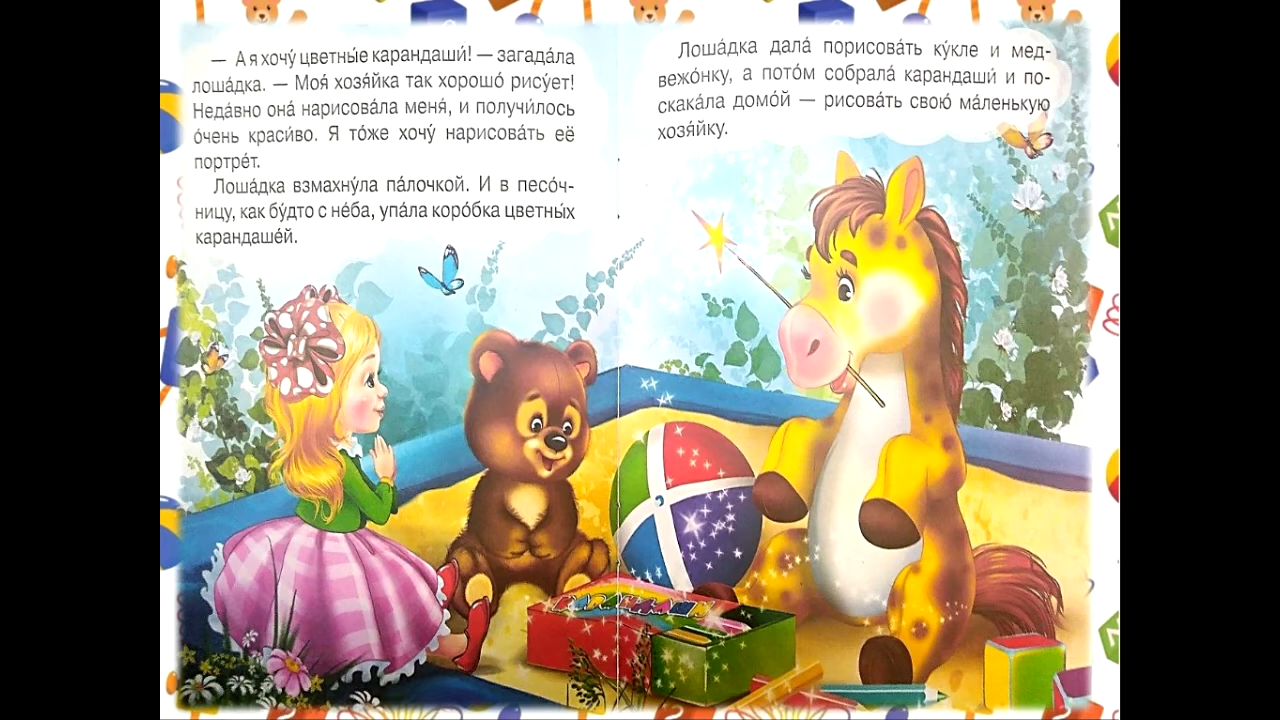 — А я хочу́ цветны́е карандаши́! — загада́ла
лоша́дка. — Моя́ хозя́йка так хорошо́ рису́ет!
Неда́вно она́ нарисова́ла меня́, и получи́лось
о́чень краси́во. Я то́же хочу́ нарисова́ть её
портре́т.
Лоша́дка взмахну́ла па́лочкой. И в песо́ч-
ницу, как бу́дто с не́ба, упа́ла коро́бка цветны́х
карандаше́й.
Лоша́дка дала́ порисова́ть ку́кле и мед-
вежо́нку, а пото́м собрала́ карандаши́ и по-
скака́ла домо́й — рисова́ть свою́ ма́ленькую
хозя́йку.